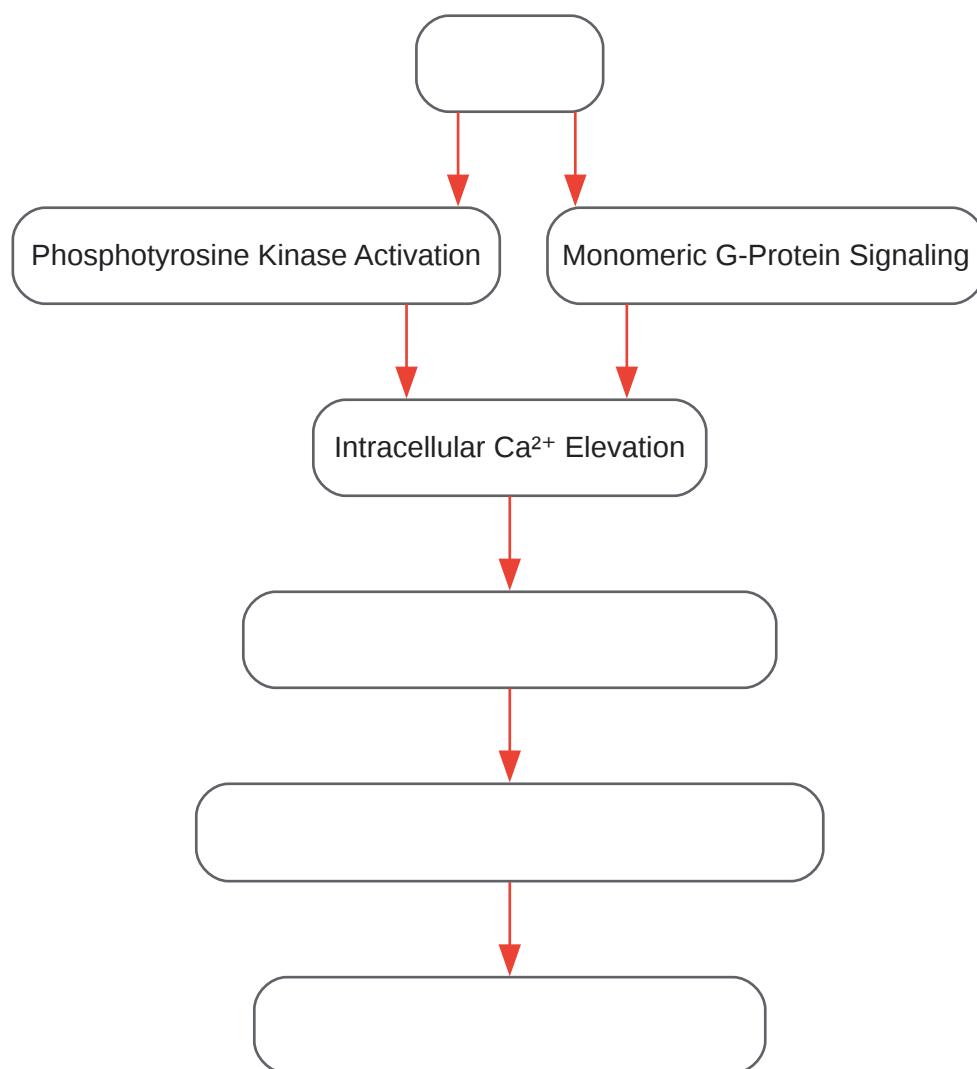 Phosphotyrosine Kinase Activation
Monomeric G-Protein Signaling
Intracellular Ca²⁺ Elevation